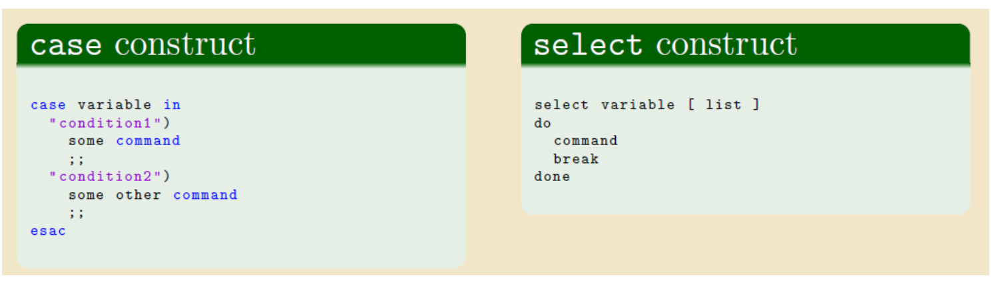 case construct
case variable in
"condition1")
some command
;;
"condition2")
some other command
;;
esac
select construct
select variable [ list ]
do
command
break
done